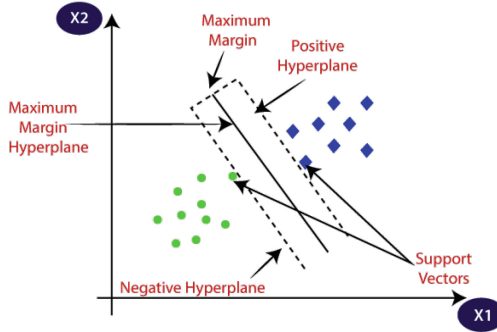 X2
Maximum
Margin
Positive
Hyperplane
Maximum
Margin
Hyperplane
Support
Vectors
Negative Hyperplane
X1